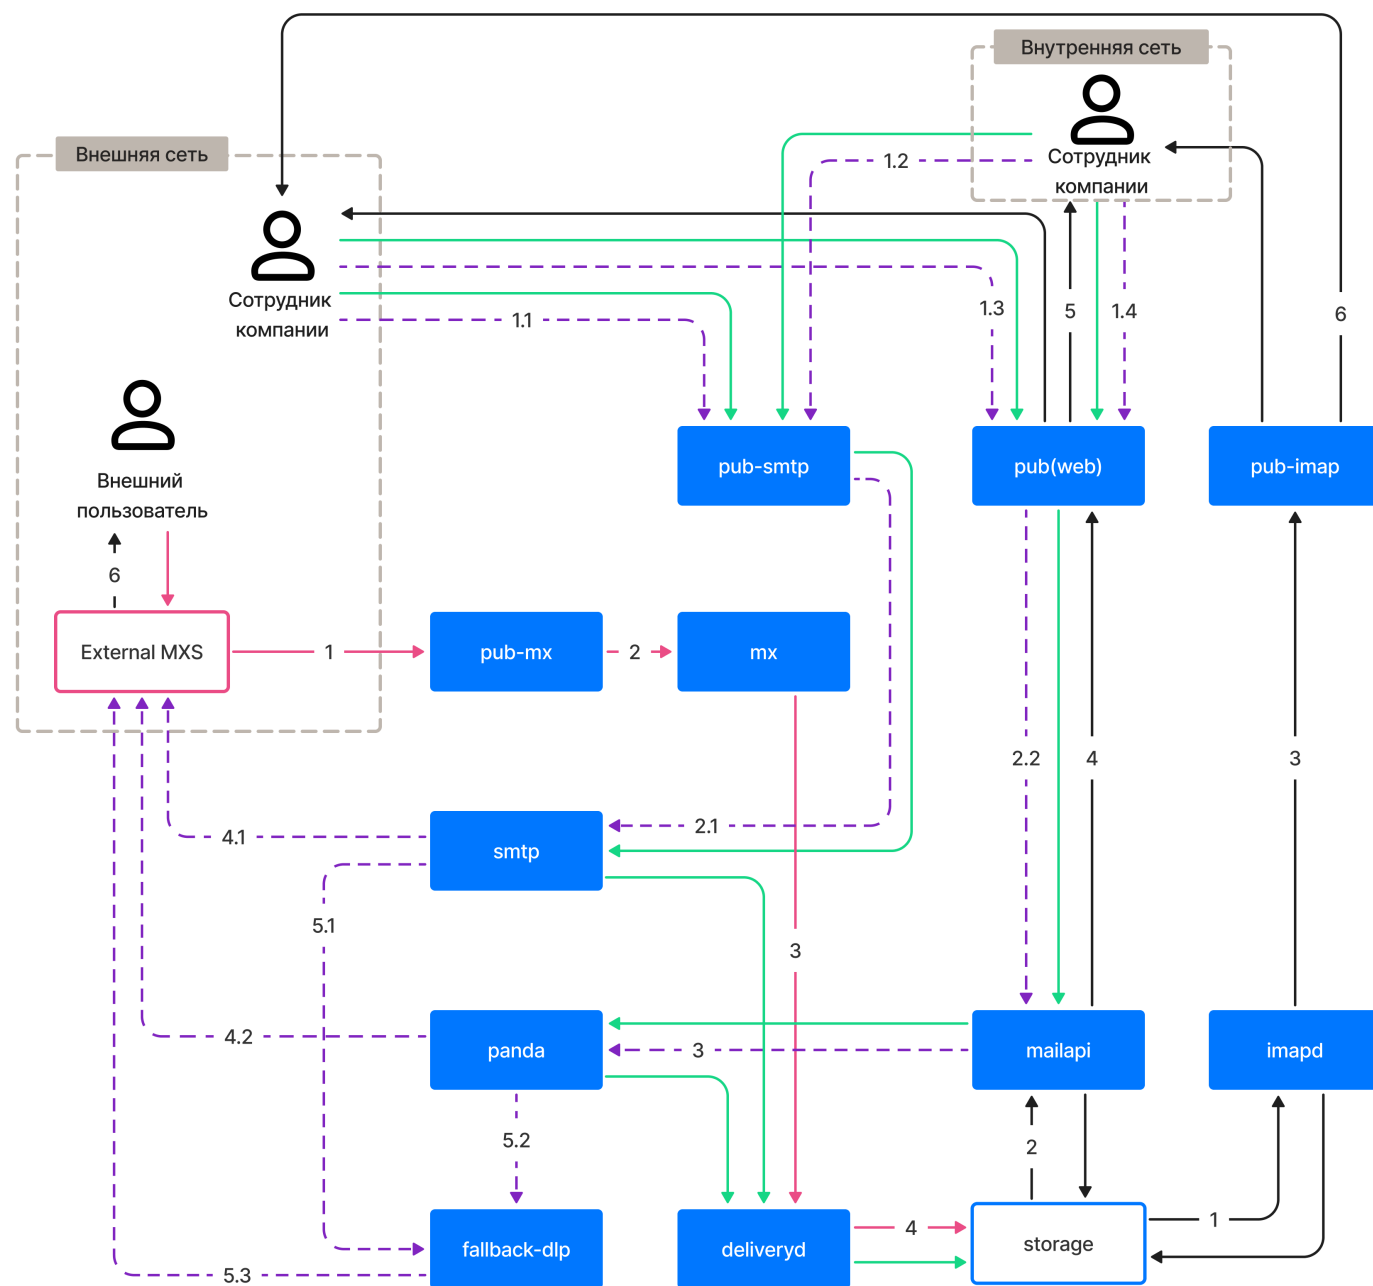 Внутренняя сеть
Сотрудник
компании
1.2
Внешняя сеть
Сотрудник
компании
1.1
1.3
5
1.4
6
Внешний
пользователь
6
pub-smtp
pub(web)
pub-imap
External MXS
1
pub-mx
2
mx
2.2
4
3
2.1
4.1
smtp
5.1
3
4.2
panda
3
mailapi
imapd
5.2
2
fallback-dlp
deliveryd
4
storage
1
5.3